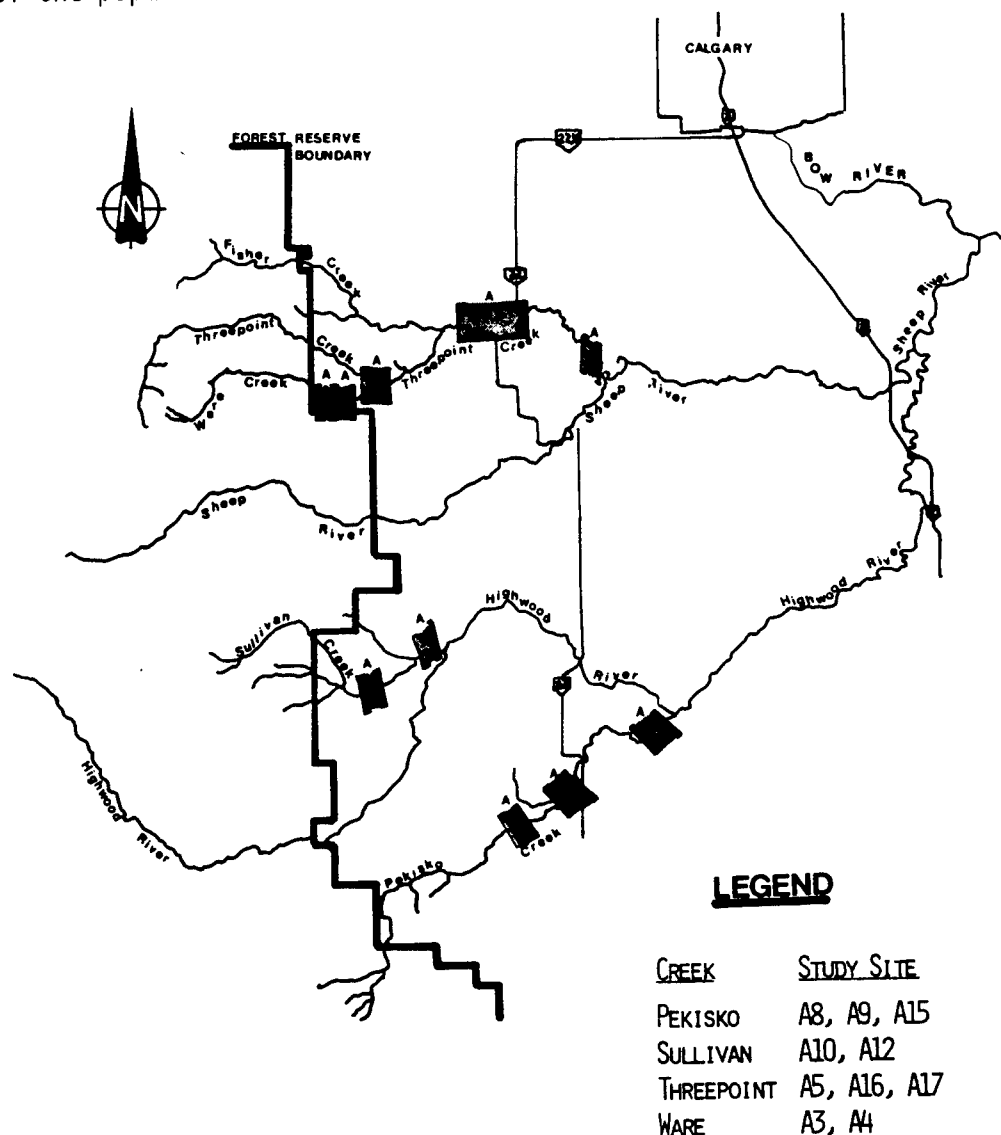 CALGARY
FOREST RESERVE
BOUNDARY
BOW RIVER
N
Fisher
Creek
Sheep River
A
Threepoint
Creek
A
Creek
A
Threepoint
Ware
Creek
A A
Sheep
River
Sheep
River
Highwood
River
Highwood
Sullivan
Creek
A
A
River
A
Highwood
River
A
A
Creek
Pekisko
LEGEND
CREEK STUDY SITE
PEKISKO A8, A9, A15
SULLIVAN A10, A12
THREEPOINT A5, A16, A17
WARE A3, A4